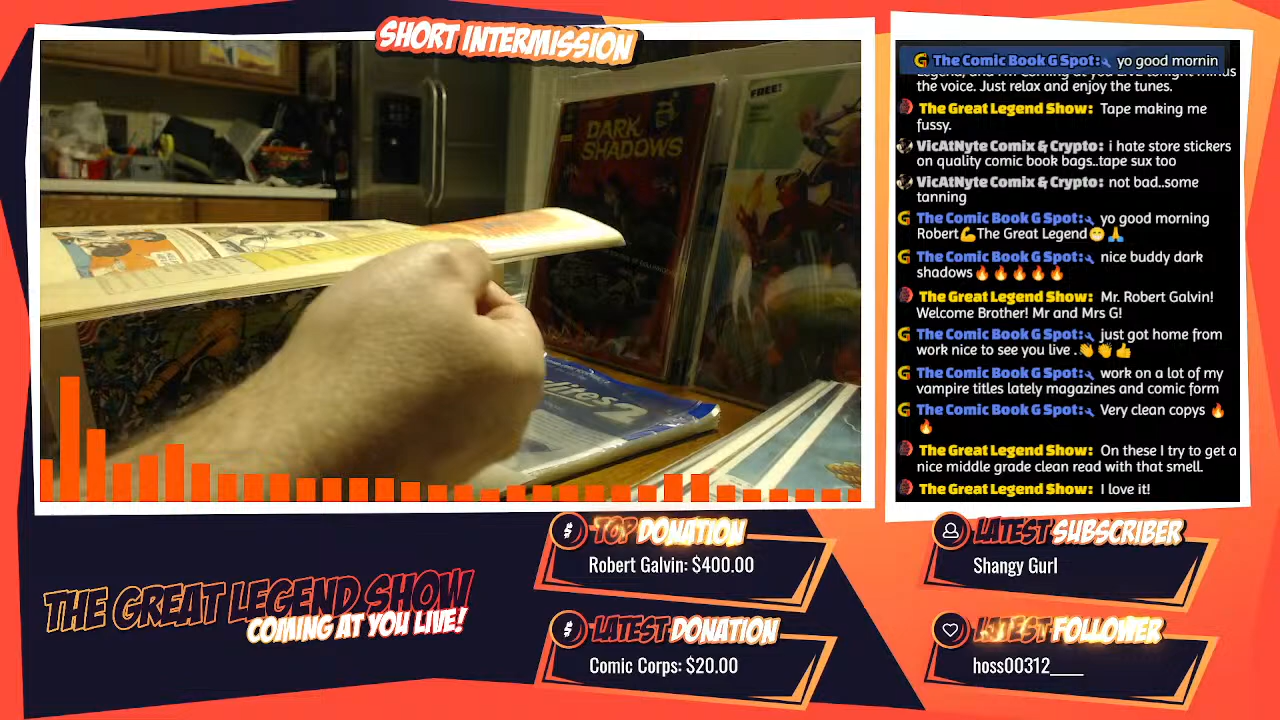 SHORT INTERMISSION
FREE!
DARK
SHADOWS
The Comic Book G Spot: yo good mornin
Legend, and I'm coming at you LIVE tonight minus
the voice. Just relax and enjoy the tunes.
The Great Legend Show: Tape making me
fussy.
VicAtNyte Comix & Crypto: i hate store stickers
on quality comic book bags..tape sux too
VicAtNyte Comix & Crypto: not bad..some
tanning
The Comic Book G Spot: yo good morning
Robert💪The Great Legend😁🙏
The Comic Book G Spot: nice buddy dark
shadows🔥🔥🔥🔥🔥
The Great Legend Show: Mr. Robert Galvin!
Welcome Brother! Mr and Mrs G!
The Comic Book G Spot: just got home from
work nice to see you live .👏👏👍
The Comic Book G Spot: work on a lot of my
vampire titles lately magazines and comic form
The Comic Book G Spot: Very clean copys 🔥
🔥
The Great Legend Show: On these I try to get a
nice middle grade clean read with that smell.
The Great Legend Show: I love it!
THE GREAT LEGEND SHOW
COMING AT YOU LIVE!
TOP DONATION
Robert Galvin: $400.00
LATEST DONATION
Comic Corps: $20.00
LATEST SUBSCRIBER
Shangy Gurl
LATEST FOLLOWER
hoss00312____